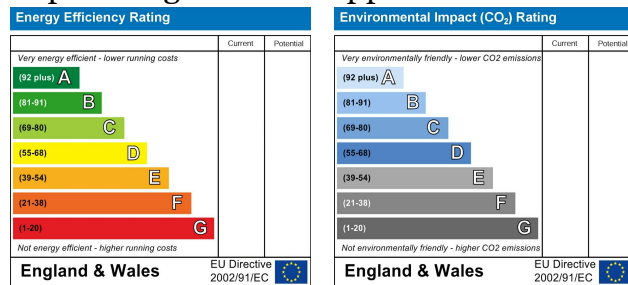 Energy Efficiency Rating
Current Potential
Very energy efficient - lower running costs
(92 plus) A
(81-91) B
(69-80) C
(55-68) D
(39-54) E
(21-38) F
(1-20) G
Not energy efficient - higher running costs
England & Wales
EU Directive
2002/91/EC
Environmental Impact (CO₂) Rating
Current Potential
Very environmentally friendly - lower CO2 emissions
(92 plus) A
(81-91) B
(69-80) C
(55-68) D
(39-54) E
(21-38) F
(1-20) G
Not environmentally friendly - higher CO2 emissions
England & Wales
EU Directive
2002/91/EC